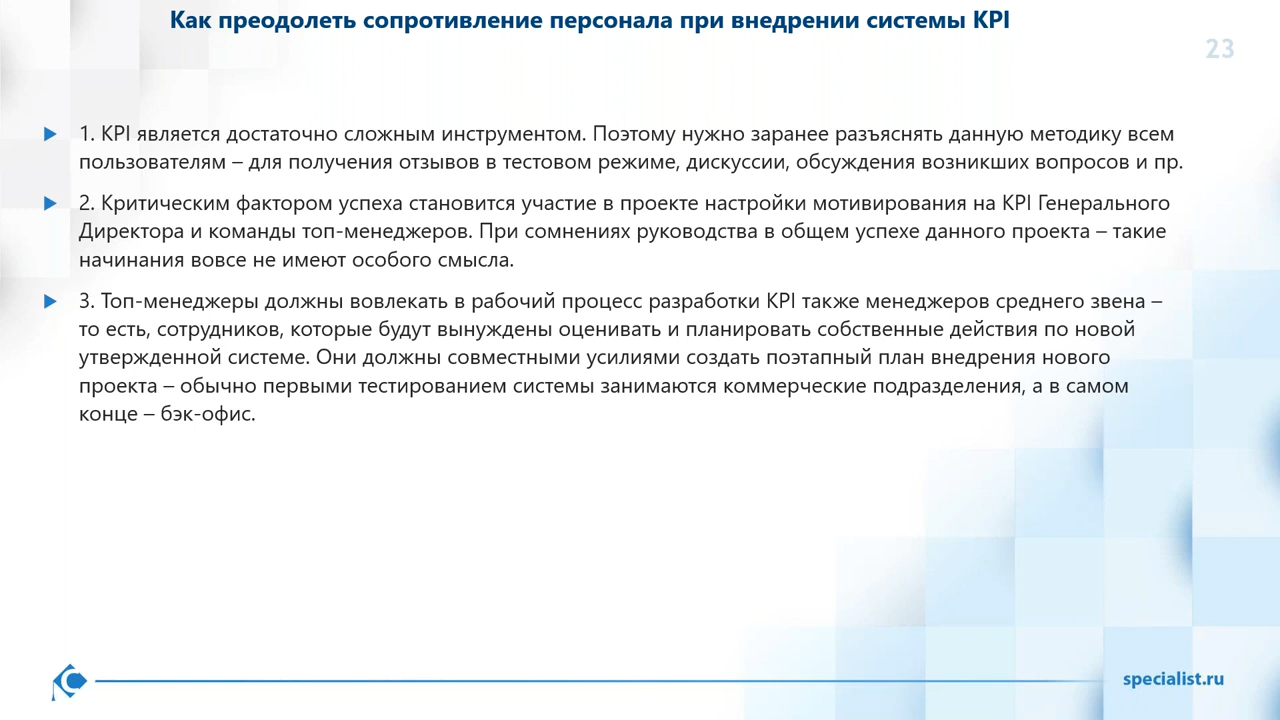 Как преодолеть сопротивление персонала при внедрении системы KPI
23
1. KPI является достаточно сложным инструментом. Поэтому нужно заранее разъяснять данную методику всем
пользователям – для получения отзывов в тестовом режиме, дискуссии, обсуждения возникших вопросов и пр.
2. Критическим фактором успеха становится участие в проекте настройки мотивирования на KPI Генерального
Директора и команды топ-менеджеров. При сомнениях руководства в общем успехе данного проекта – такие
начинания вовсе не имеют особого смысла.
3. Топ-менеджеры должны вовлекать в рабочий процесс разработки KPI также менеджеров среднего звена –
то есть, сотрудников, которые будут вынуждены оценивать и планировать собственные действия по новой
утвержденной системе. Они должны совместными усилиями создать поэтапный план внедрения нового
проекта – обычно первыми тестированием системы занимаются коммерческие подразделения, а в самом
конце – бэк-офис.
specialist.ru